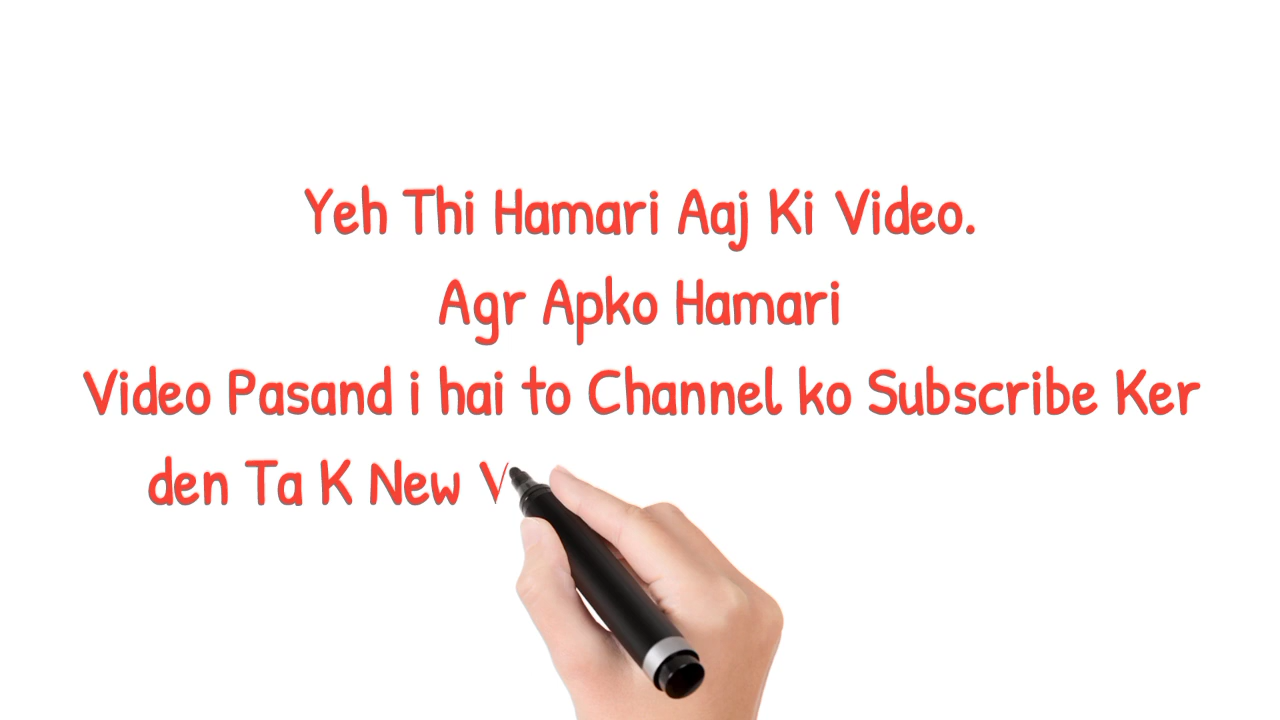 Yeh Thi Hamari Aaj Ki Video.
Agr Apko Hamari
Video Pasand i hai to Channel ko Subscribe Ker
den Ta K New V